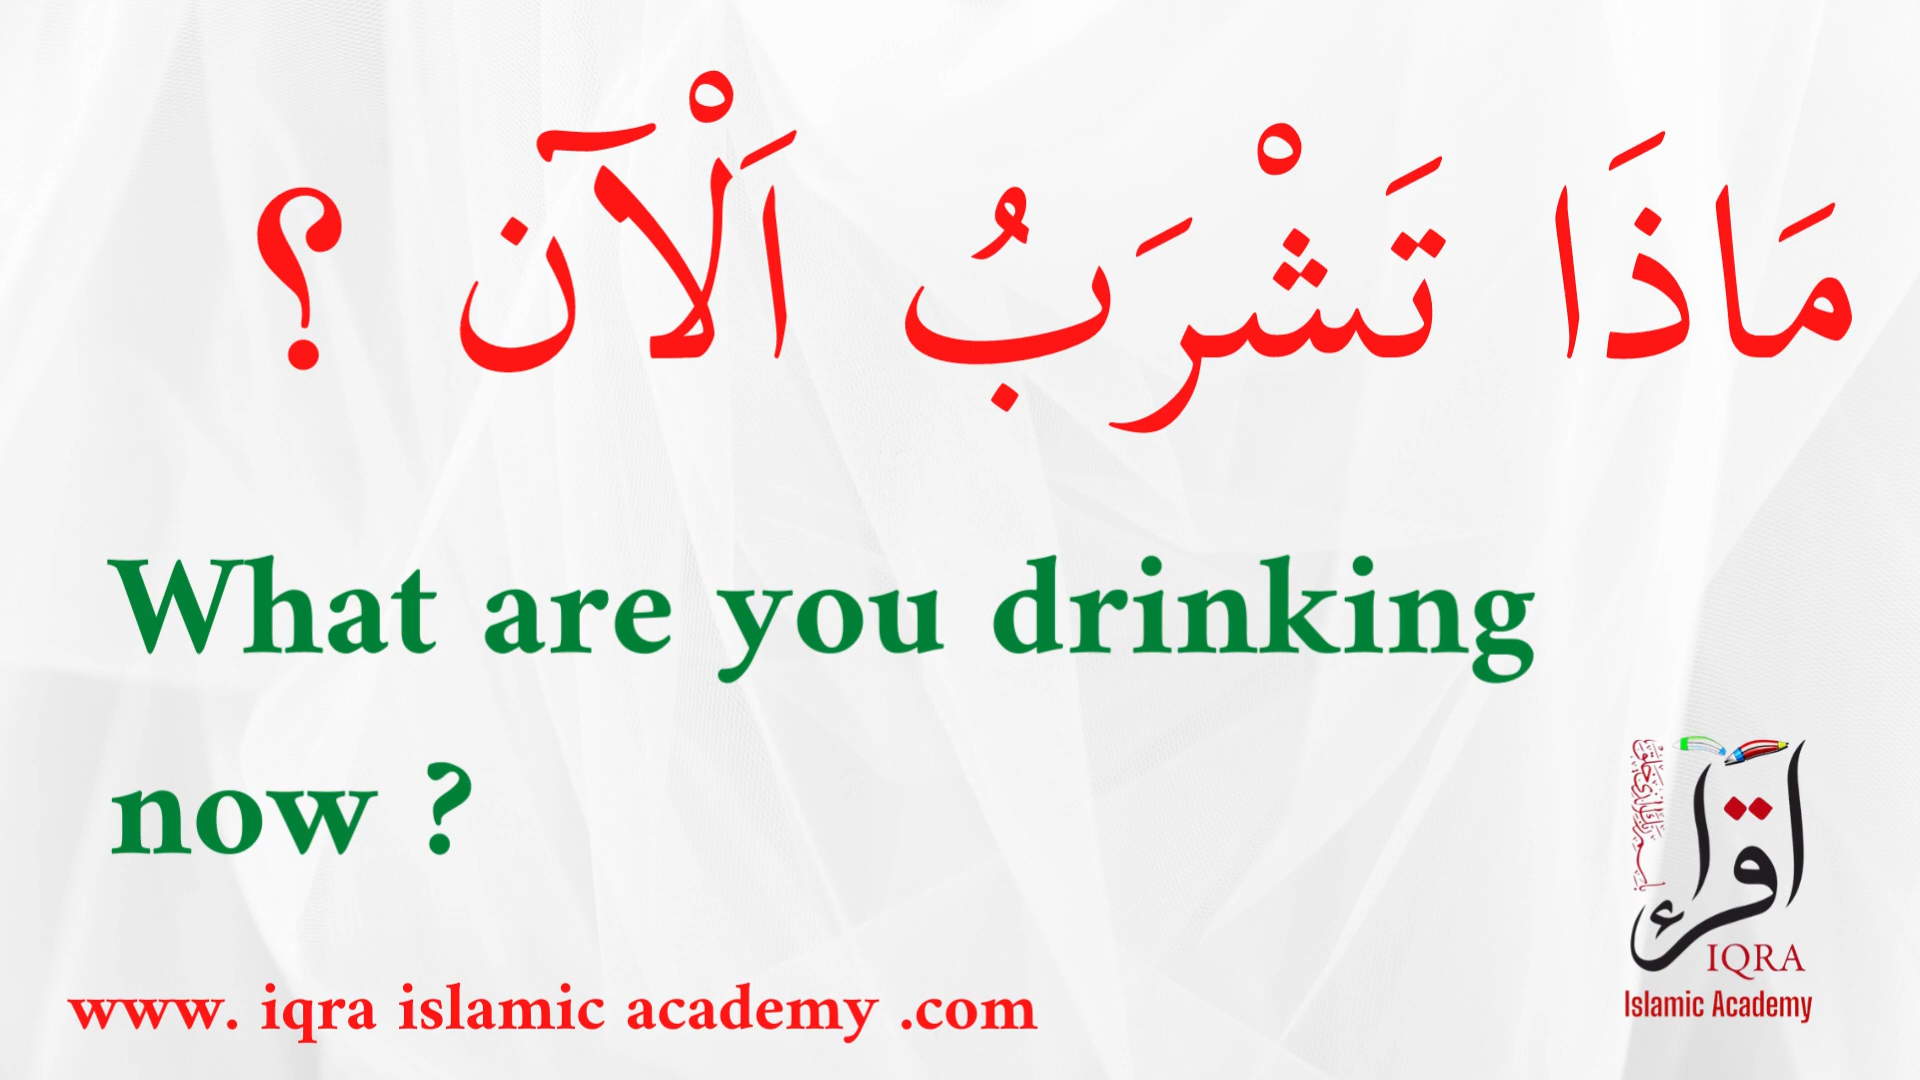 مَاذَا تَشْرَبُ اَلْآن ؟
What are you drinking
now ?
www. iqra islamic academy .com
اقرأ
IQRA
Islamic Academy